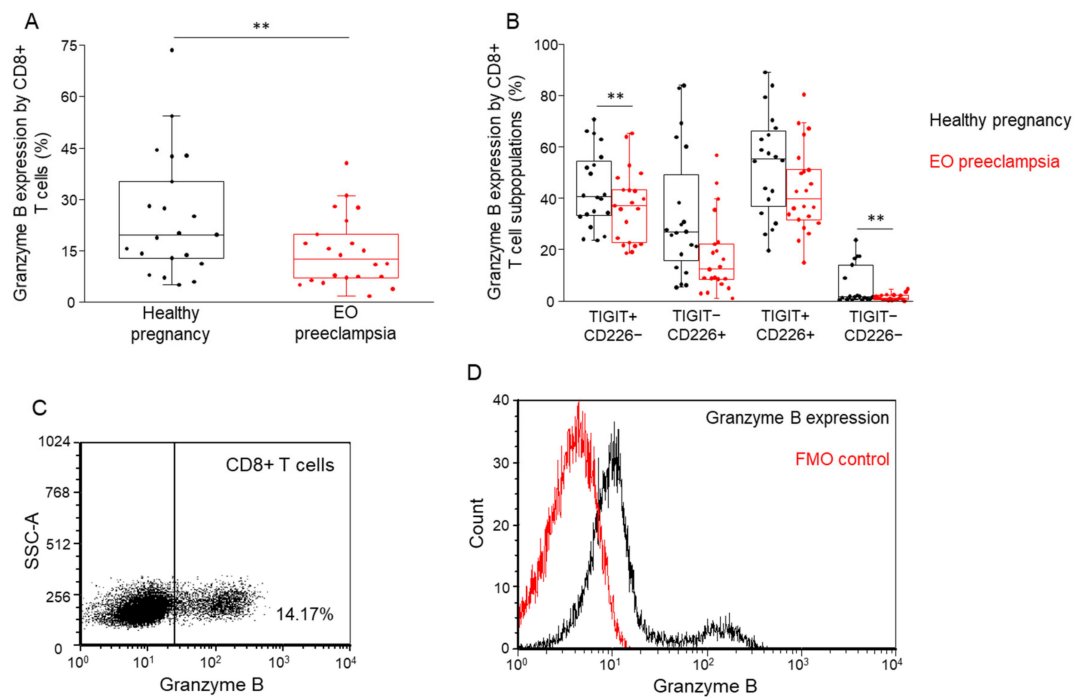 A
Granzyme B expression by CD8+
T cells (%)
75
60
45
30
15
0
**
Healthy
pregnancy
EO
preeclampsia
B
Granzyme B expression by CD8+
T cell subpopulations (%)
100
80
60
40
20
0
**
**
TIGIT+
CD226−
TIGIT−
CD226+
TIGIT+
CD226+
TIGIT−
CD226−
Healthy pregnancy
EO preeclampsia
C
SSC-A
1024
768
512
256
0
CD8+ T cells
14.17%
10⁰ 10¹ 10² 10³ 10⁴
Granzyme B
D
Count
40
30
20
10
0
Granzyme B expression
FMO control
10⁰ 10¹ 10² 10³ 10⁴
Granzyme B